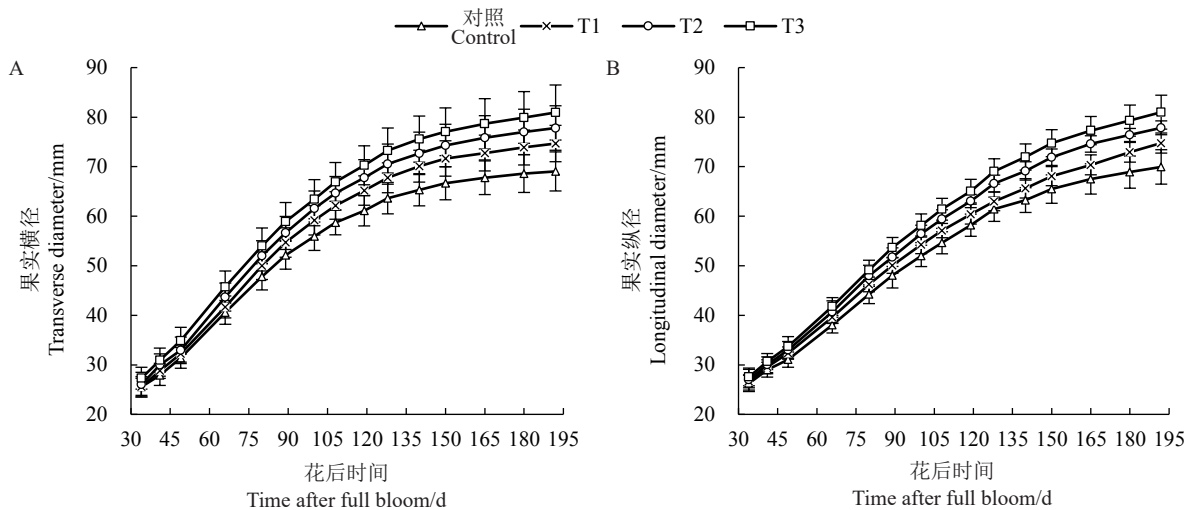 对照
Control
T1
T2
T3
A
90
80
70
60
50
40
30
20
果实横径
Transverse diameter/mm
30 45 60 75 90 105 120 135 150 165 180 195
花后时间
Time after full bloom/d
B
90
80
70
60
50
40
30
20
果实纵径
Longitudinal diameter/mm
30 45 60 75 90 105 120 135 150 165 180 195
花后时间
Time after full bloom/d